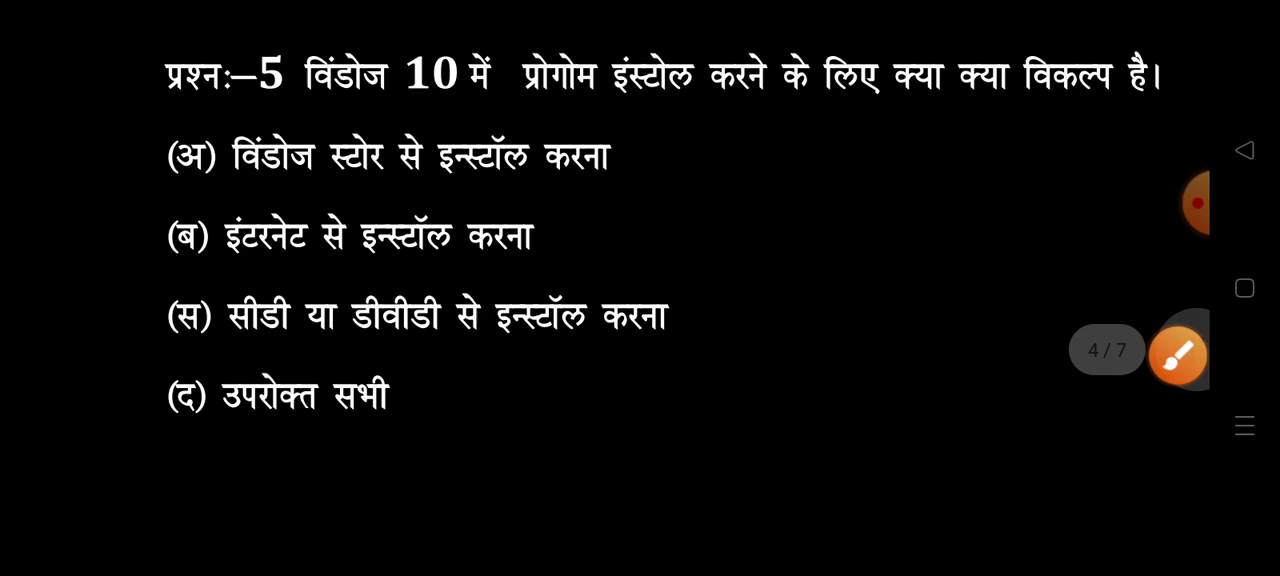 प्रश्नः–5 विंडोज 10 में प्रोगोम इंस्टोल करने के लिए क्या क्या विकल्प है।
(अ) विंडोज स्टोर से इन्स्टॉल करना
(ब) इंटरनेट से इन्स्टॉल करना
(स) सीडी या डीवीडी से इन्स्टॉल करना
4 / 7
(द) उपरोक्त सभी